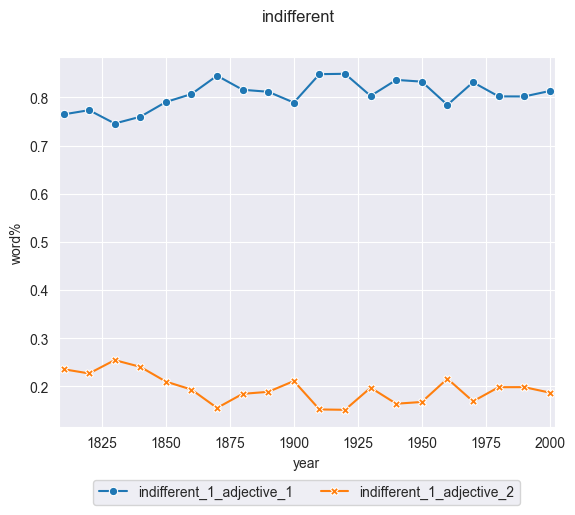 indifferent
word%
0.8
0.7
0.6
0.5
0.4
0.3
0.2
1825 1850 1875 1900 1925 1950 1975 2000
year
indifferent_1_adjective_1 indifferent_1_adjective_2